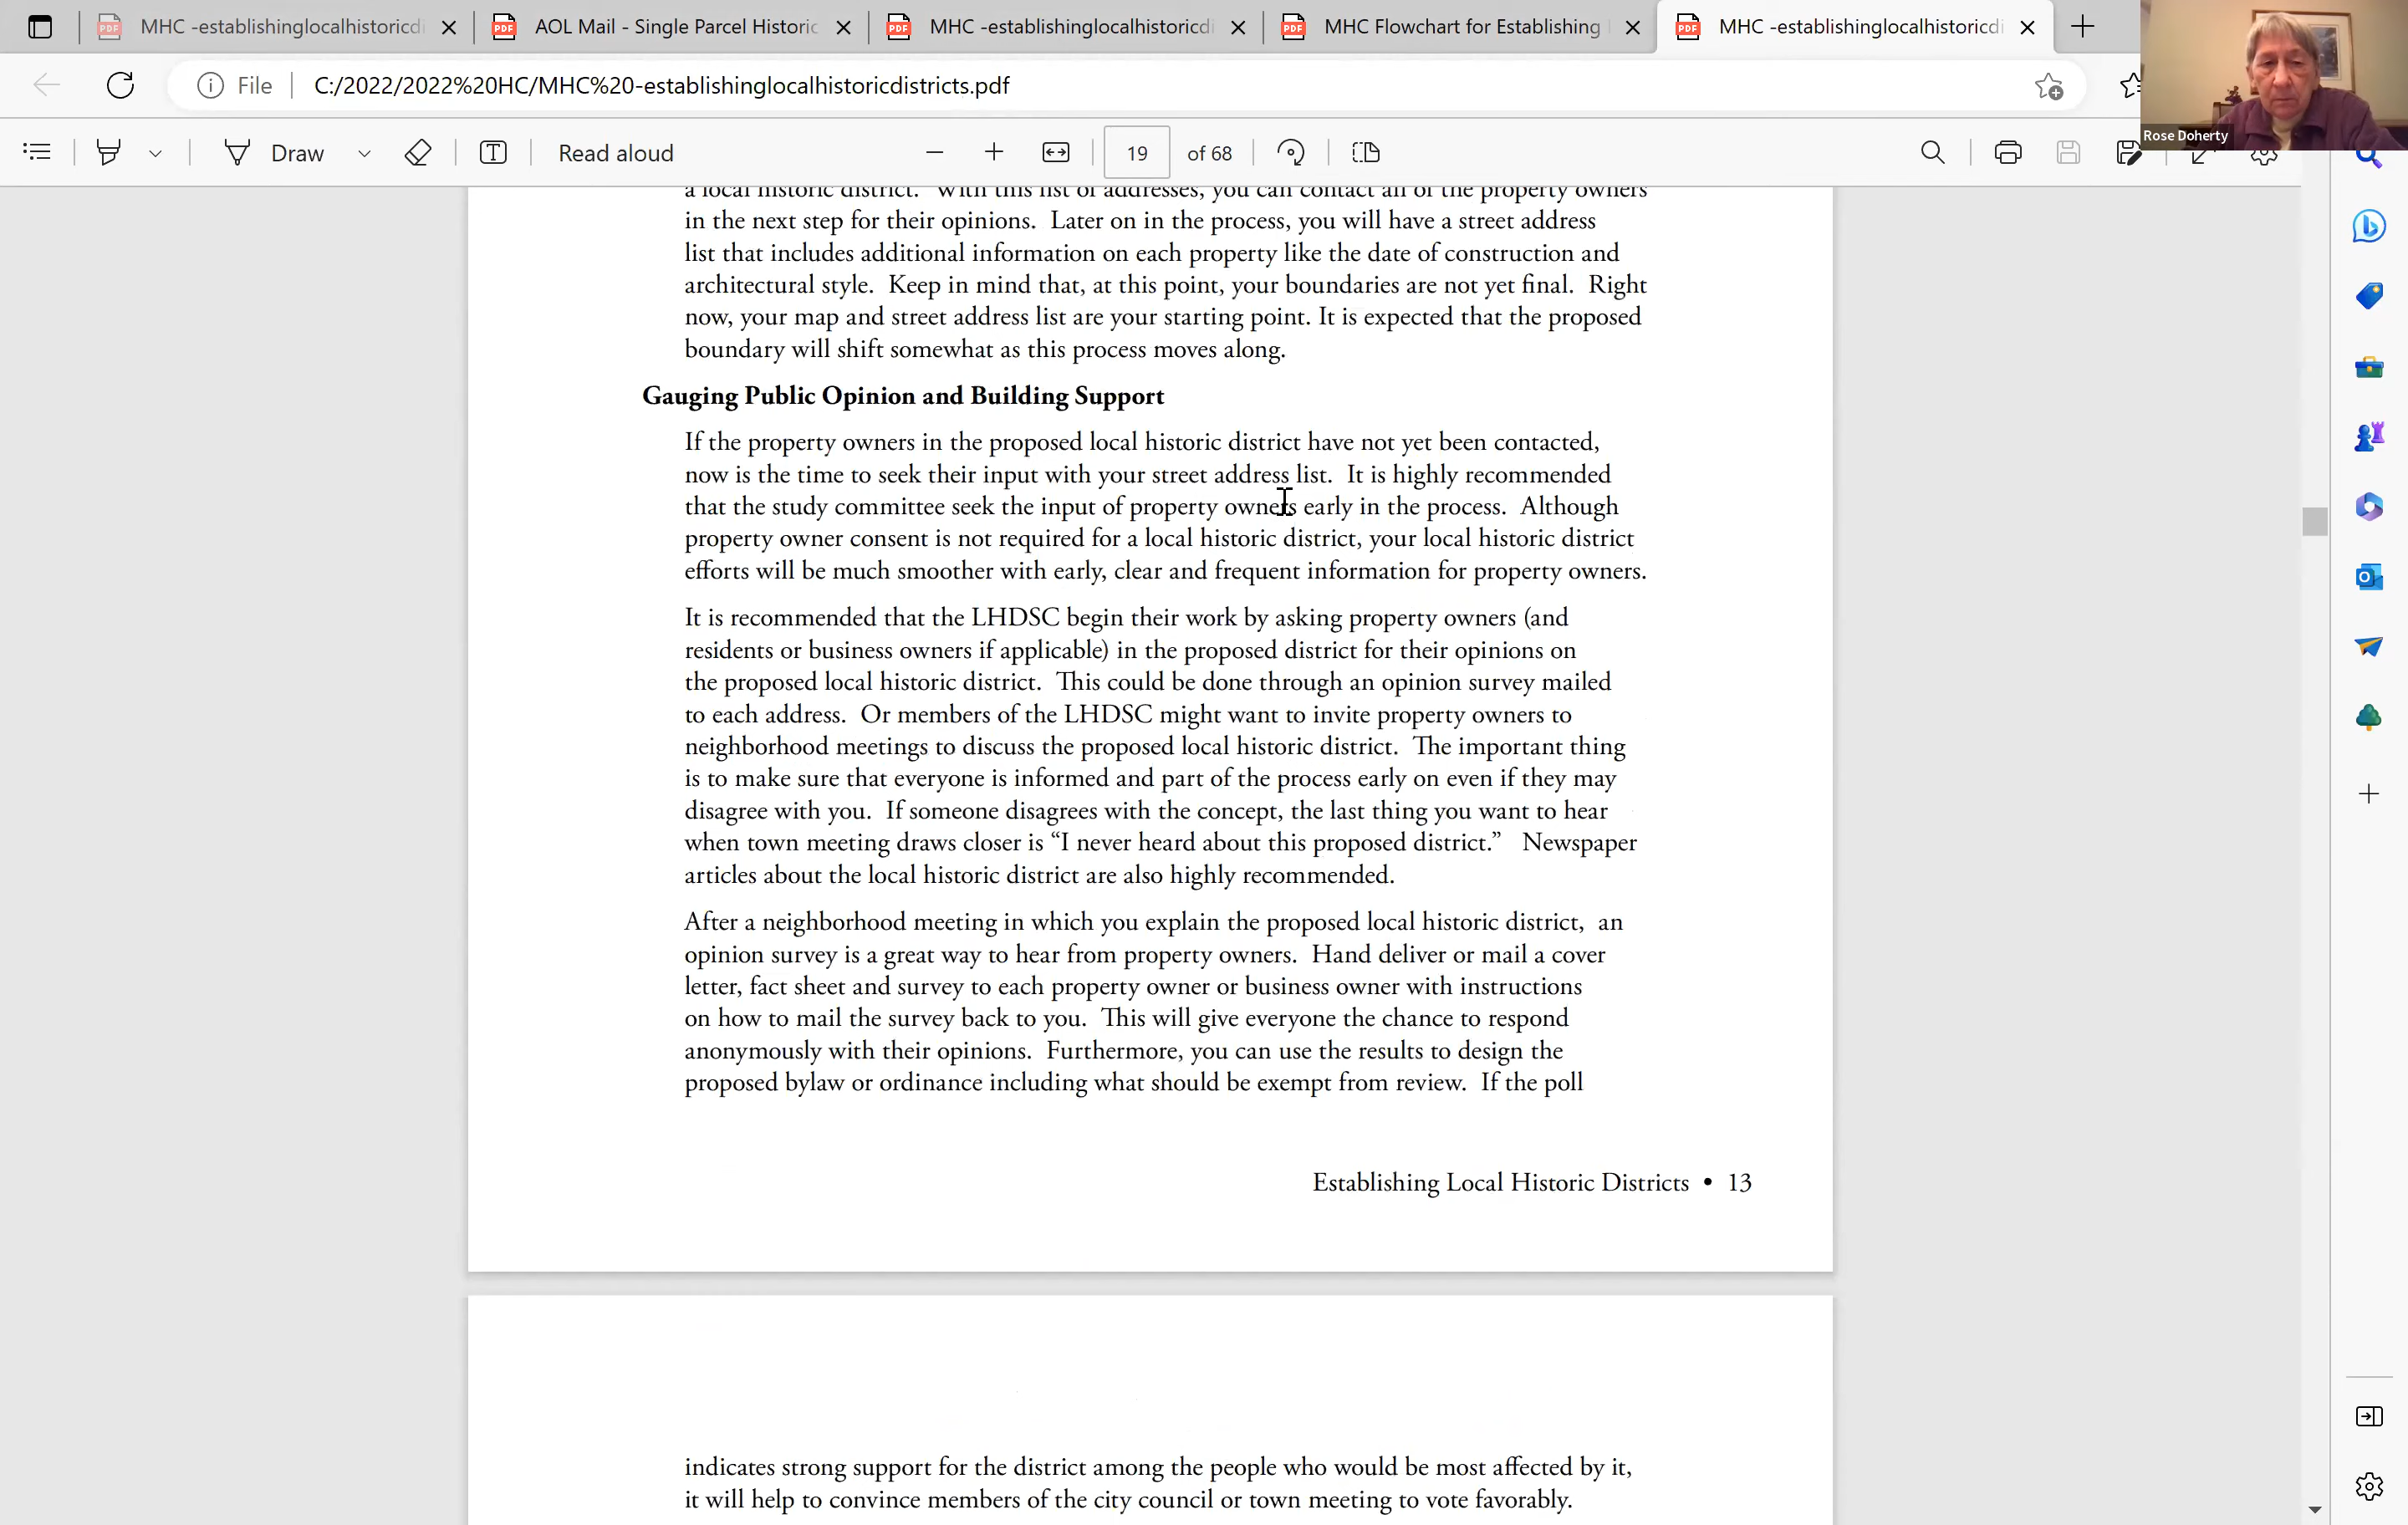 MHC -establishinglocalhistoricdi
AOL Mail - Single Parcel Historic
MHC -establishinglocalhistoricdi
MHC Flowchart for Establishing
MHC -establishinglocalhistoricdi
File
C:/2022/2022%20HC/MHC%20-establishinglocalhistoricdistricts.pdf
Rose Doherty
Draw
Read aloud
19
of 68
a local historic district. With this list of addresses, you can contact all of the property owners
in the next step for their opinions. Later on in the process, you will have a street address
list that includes additional information on each property like the date of construction and
architectural style. Keep in mind that, at this point, your boundaries are not yet final. Right
now, your map and street address list are your starting point. It is expected that the proposed
boundary will shift somewhat as this process moves along.
Gauging Public Opinion and Building Support
If the property owners in the proposed local historic district have not yet been contacted,
now is the time to seek their input with your street address list. It is highly recommended
that the study committee seek the input of property owners early in the process. Although
property owner consent is not required for a local historic district, your local historic district
efforts will be much smoother with early, clear and frequent information for property owners.
It is recommended that the LHDSC begin their work by asking property owners (and
residents or business owners if applicable) in the proposed district for their opinions on
the proposed local historic district. This could be done through an opinion survey mailed
to each address. Or members of the LHDSC might want to invite property owners to
neighborhood meetings to discuss the proposed local historic district. The important thing
is to make sure that everyone is informed and part of the process early on even if they may
disagree with you. If someone disagrees with the concept, the last thing you want to hear
when town meeting draws closer is “I never heard about this proposed district.” Newspaper
articles about the local historic district are also highly recommended.
After a neighborhood meeting in which you explain the proposed local historic district, an
opinion survey is a great way to hear from property owners. Hand deliver or mail a cover
letter, fact sheet and survey to each property owner or business owner with instructions
on how to mail the survey back to you. This will give everyone the chance to respond
anonymously with their opinions. Furthermore, you can use the results to design the
proposed bylaw or ordinance including what should be exempt from review. If the poll
Establishing Local Historic Districts • 13
indicates strong support for the district among the people who would be most affected by it,
it will help to convince members of the city council or town meeting to vote favorably.